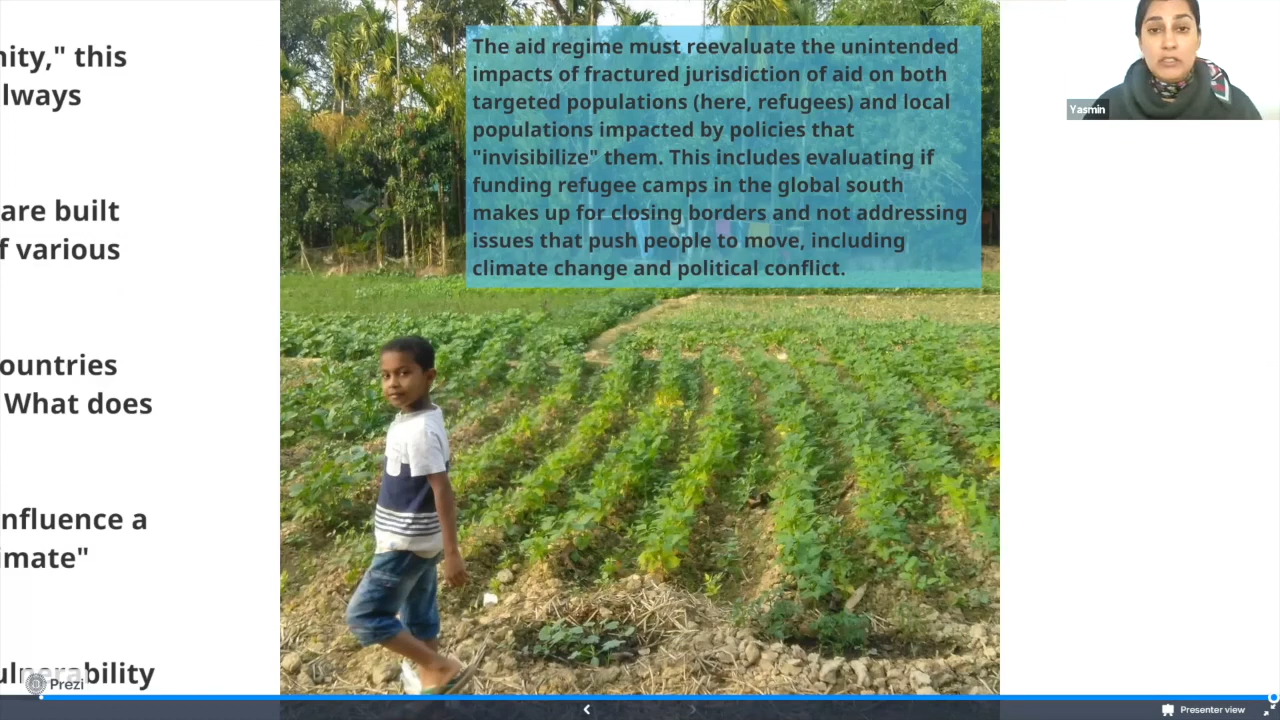 nity," this
lways
are built
f various
ountries
What does
nfluence a
imate"
ulnerability
The aid regime must reevaluate the unintended
impacts of fractured jurisdiction of aid on both
targeted populations (here, refugees) and local
populations impacted by policies that
"invisibilize" them. This includes evaluating if
funding refugee camps in the global south
makes up for closing borders and not addressing
issues that push people to move, including
climate change and political conflict.
Yasmin
Prezi
Presenter view